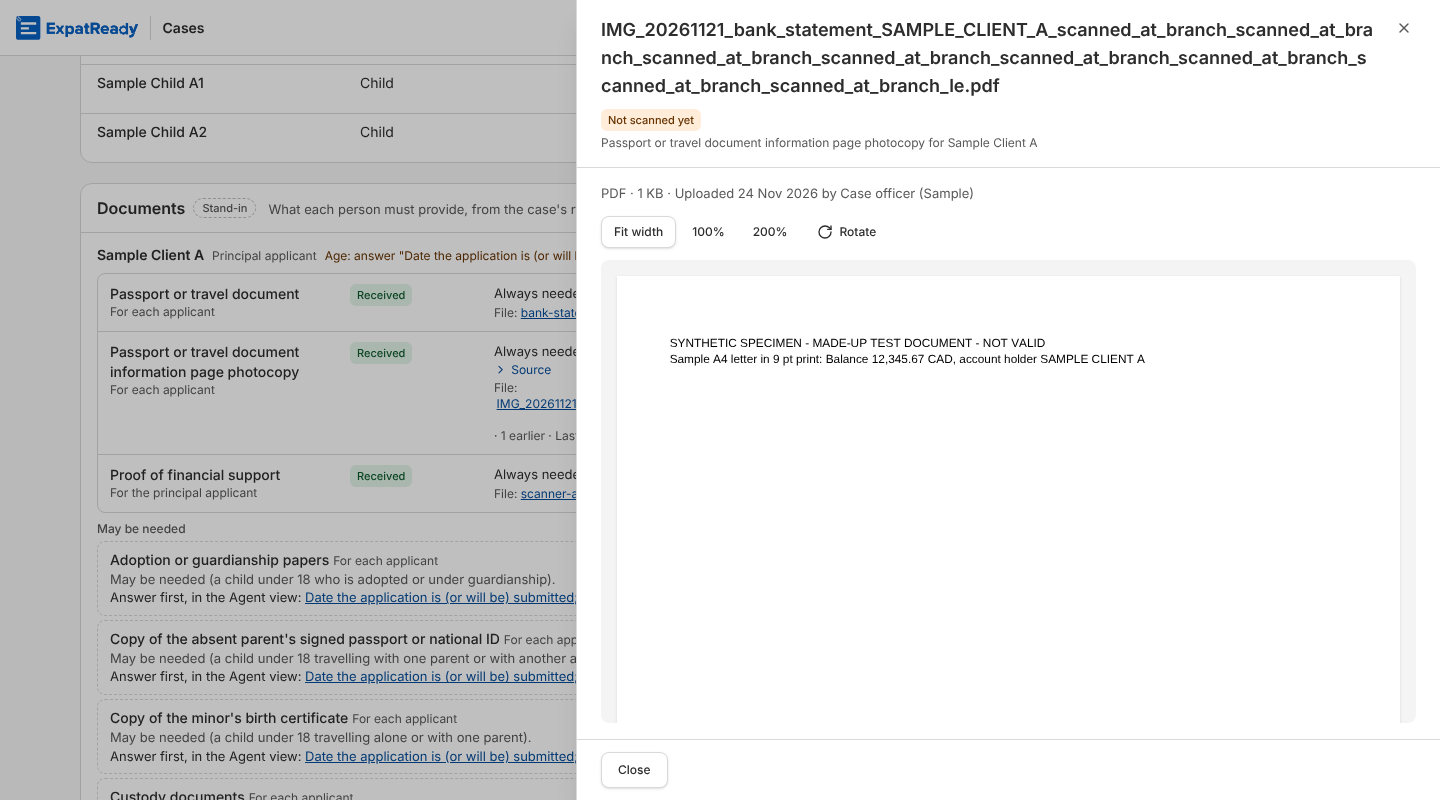 ExpatReady
Cases
Sample Child A1 Child
Sample Child A2 Child
Documents Stand-in What each person must provide, from the case's r
Sample Client A Principal applicant Age: answer "Date the application is (or will
Passport or travel document Received Always neede
For each applicant File: bank-state
Passport or travel document Received Always neede
information page photocopy
For each applicant
Source
File:
IMG_20261121
· 1 earlier · Las
Proof of financial support Received Always neede
For the principal applicant File: scanner-a
May be needed
Adoption or guardianship papers For each applicant
May be needed (a child under 18 who is adopted or under guardianship).
Answer first, in the Agent view: Date the application is (or will be) submitted;
Copy of the absent parent's signed passport or national ID For each app
May be needed (a child under 18 travelling with one parent or with another a
Answer first, in the Agent view: Date the application is (or will be) submitted;
Copy of the minor's birth certificate For each applicant
May be needed (a child under 18 travelling alone or with one parent).
Answer first, in the Agent view: Date the application is (or will be) submitted;
Custody documents For each applicant
IMG_20261121_bank_statement_SAMPLE_CLIENT_A_scanned_at_branch_scanned_at_bra
nch_scanned_at_branch_scanned_at_branch_scanned_at_branch_scanned_at_branch_s
canned_at_branch_scanned_at_branch_le.pdf
Not scanned yet
Passport or travel document information page photocopy for Sample Client A
PDF · 1 KB · Uploaded 24 Nov 2026 by Case officer (Sample)
Fit width 100% 200% Rotate
SYNTHETIC SPECIMEN - MADE-UP TEST DOCUMENT - NOT VALID
Sample A4 letter in 9 pt print: Balance 12,345.67 CAD, account holder SAMPLE CLIENT A
Close